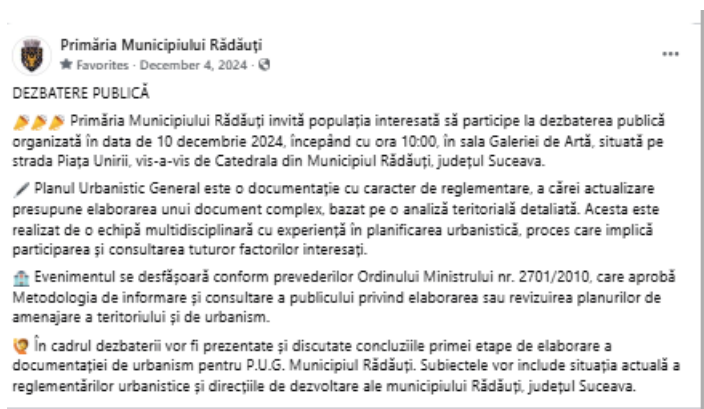 Primăria Municipiului Rădăuți
Favorites · December 4, 2024 ·
DEZBATERE PUBLICĂ
Primăria Municipiului Rădăuți invită populația interesată să participe la dezbaterea publică
organizată în data de 10 decembrie 2024, începând cu ora 10:00, în sala Galeriei de Artă, situată pe
strada Piața Unirii, vis-a-vis de Catedrala din Municipiul Rădăuți, județul Suceava.
Planul Urbanistic General este o documentație cu caracter de reglementare, a cărei actualizare
presupune elaborarea unui document complex, bazat pe o analiză teritorială detaliată. Acesta este
realizat de o echipă multidisciplinară cu experiență în planificarea urbanistică, proces care implică
participarea și consultarea tuturor factorilor interesați.
Evenimentul se desfășoară conform prevederilor Ordinului Ministrului nr. 2701/2010, care aprobă
Metodologia de informare și consultare a publicului privind elaborarea sau revizuirea planurilor de
amenajare a teritoriului și de urbanism.
În cadrul dezbaterii vor fi prezentate și discutate concluziile primei etape de elaborare a
documentației de urbanism pentru P.U.G. Municipiul Rădăuți. Subiectele vor include situația actuală a
reglementărilor urbanistice și direcțiile de dezvoltare ale municipiului Rădăuți, județul Suceava.